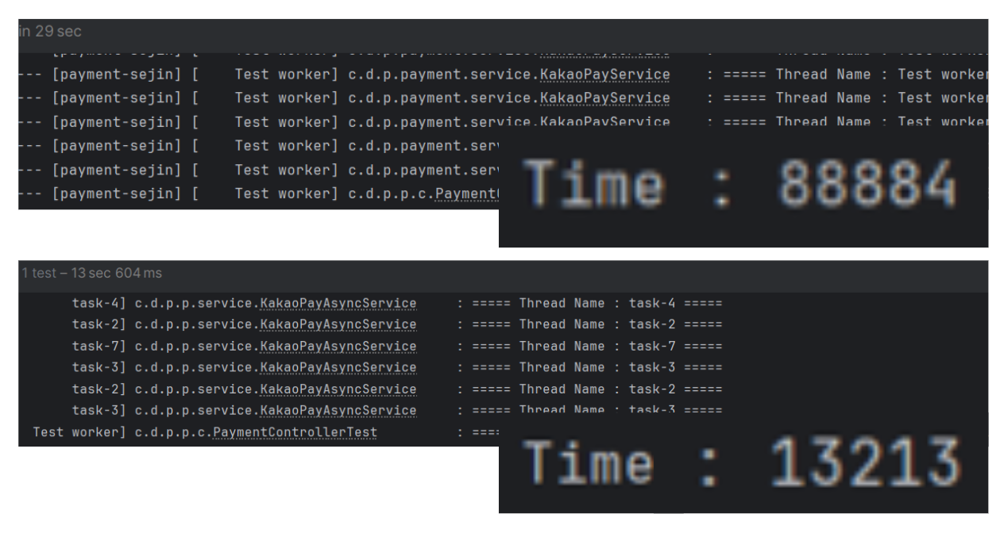 in 29 sec
--- [payment-sejin] [    Test worker] c.d.p.payment.service.KakaoPayService    : ===== Thread Name : Test worker
--- [payment-sejin] [    Test worker] c.d.p.payment.service.KakaoPayService    : ===== Thread Name : Test worker
--- [payment-sejin] [    Test worker] c.d.p.payment.service.KakaoPayService    : ===== Thread Name : Test worker
--- [payment-sejin] [    Test worker] c.d.p.payment.ser
--- [payment-sejin] [    Test worker] c.d.p.payment.ser
--- [payment-sejin] [    Test worker] c.d.p.p.c.Payment
Time : 88884
1 test – 13 sec 604 ms
task-4] c.d.p.p.service.KakaoPayAsyncService    : ===== Thread Name : task-4 =====
task-2] c.d.p.p.service.KakaoPayAsyncService    : ===== Thread Name : task-2 =====
task-7] c.d.p.p.service.KakaoPayAsyncService    : ===== Thread Name : task-7 =====
task-3] c.d.p.p.service.KakaoPayAsyncService    : ===== Thread Name : task-3 =====
task-2] c.d.p.p.service.KakaoPayAsyncService    : ===== Thread Name : task-2 =====
task-3] c.d.p.p.service.KakaoPayAsyncService    : ===== Thread Name : task-3 =====
Test worker] c.d.p.p.c.PaymentControllerTest    : ====
Time : 13213